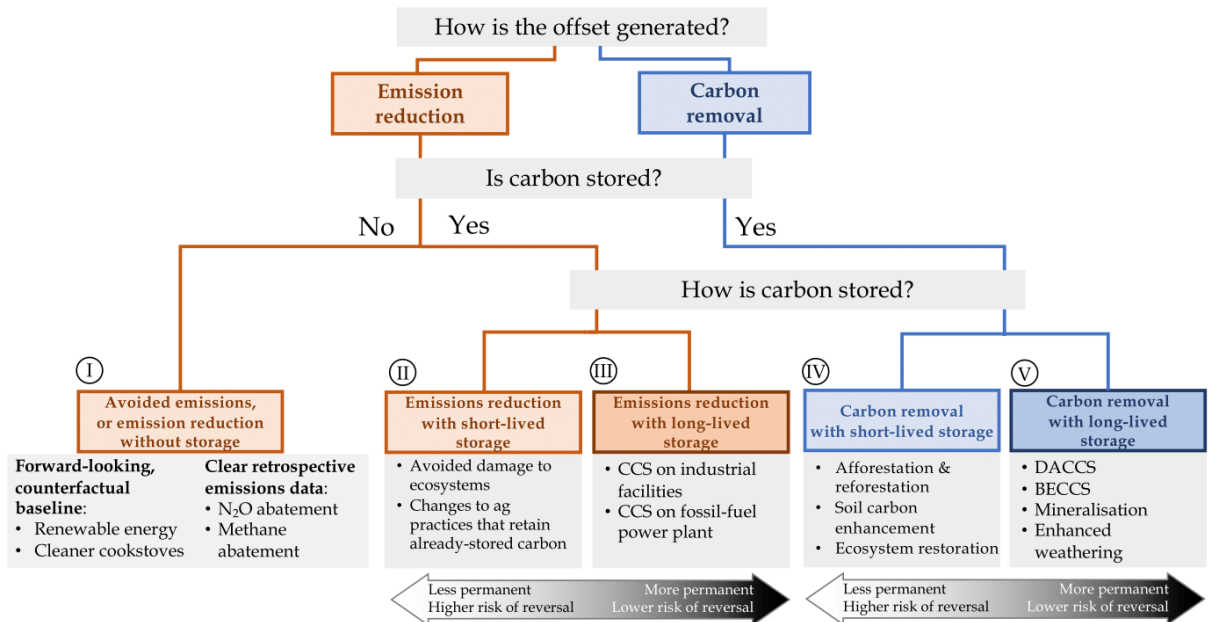 How is the offset generated?
Emission
reduction
Carbon
removal
Is carbon stored?
No
Yes
Yes
How is carbon stored?
I
Avoided emissions,
or emission reduction
without storage
Forward-looking,
counterfactual
baseline:
• Renewable energy
• Cleaner cookstoves
Clear retrospective
emissions data:
• N₂O abatement
• Methane
abatement
II
Emissions reduction
with short-lived
storage
• Avoided damage to
ecosystems
• Changes to ag
practices that retain
already-stored carbon
III
Emissions reduction
with long-lived
storage
• CCS on industrial
facilities
• CCS on fossil-fuel
power plant
IV
Carbon removal
with short-lived storage
• Afforestation &
reforestation
• Soil carbon
enhancement
• Ecosystem restoration
V
Carbon removal
with long-lived
storage
• DACCS
• BECCS
• Mineralisation
• Enhanced
weathering
Less permanent
Higher risk of reversal
More permanent
Lower risk of reversal
Less permanent
Higher risk of reversal
More permanent
Lower risk of reversal